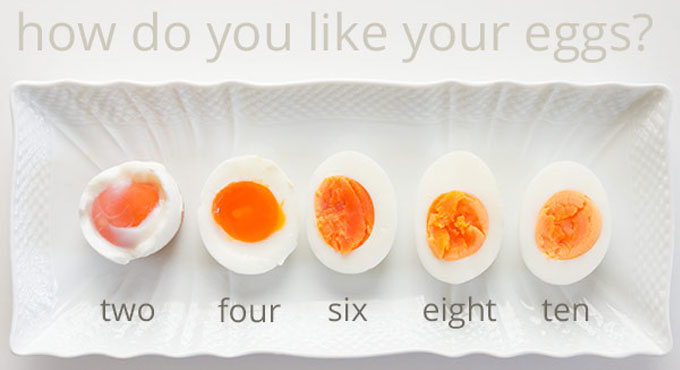 how do you like your eggs?
two four six eight ten